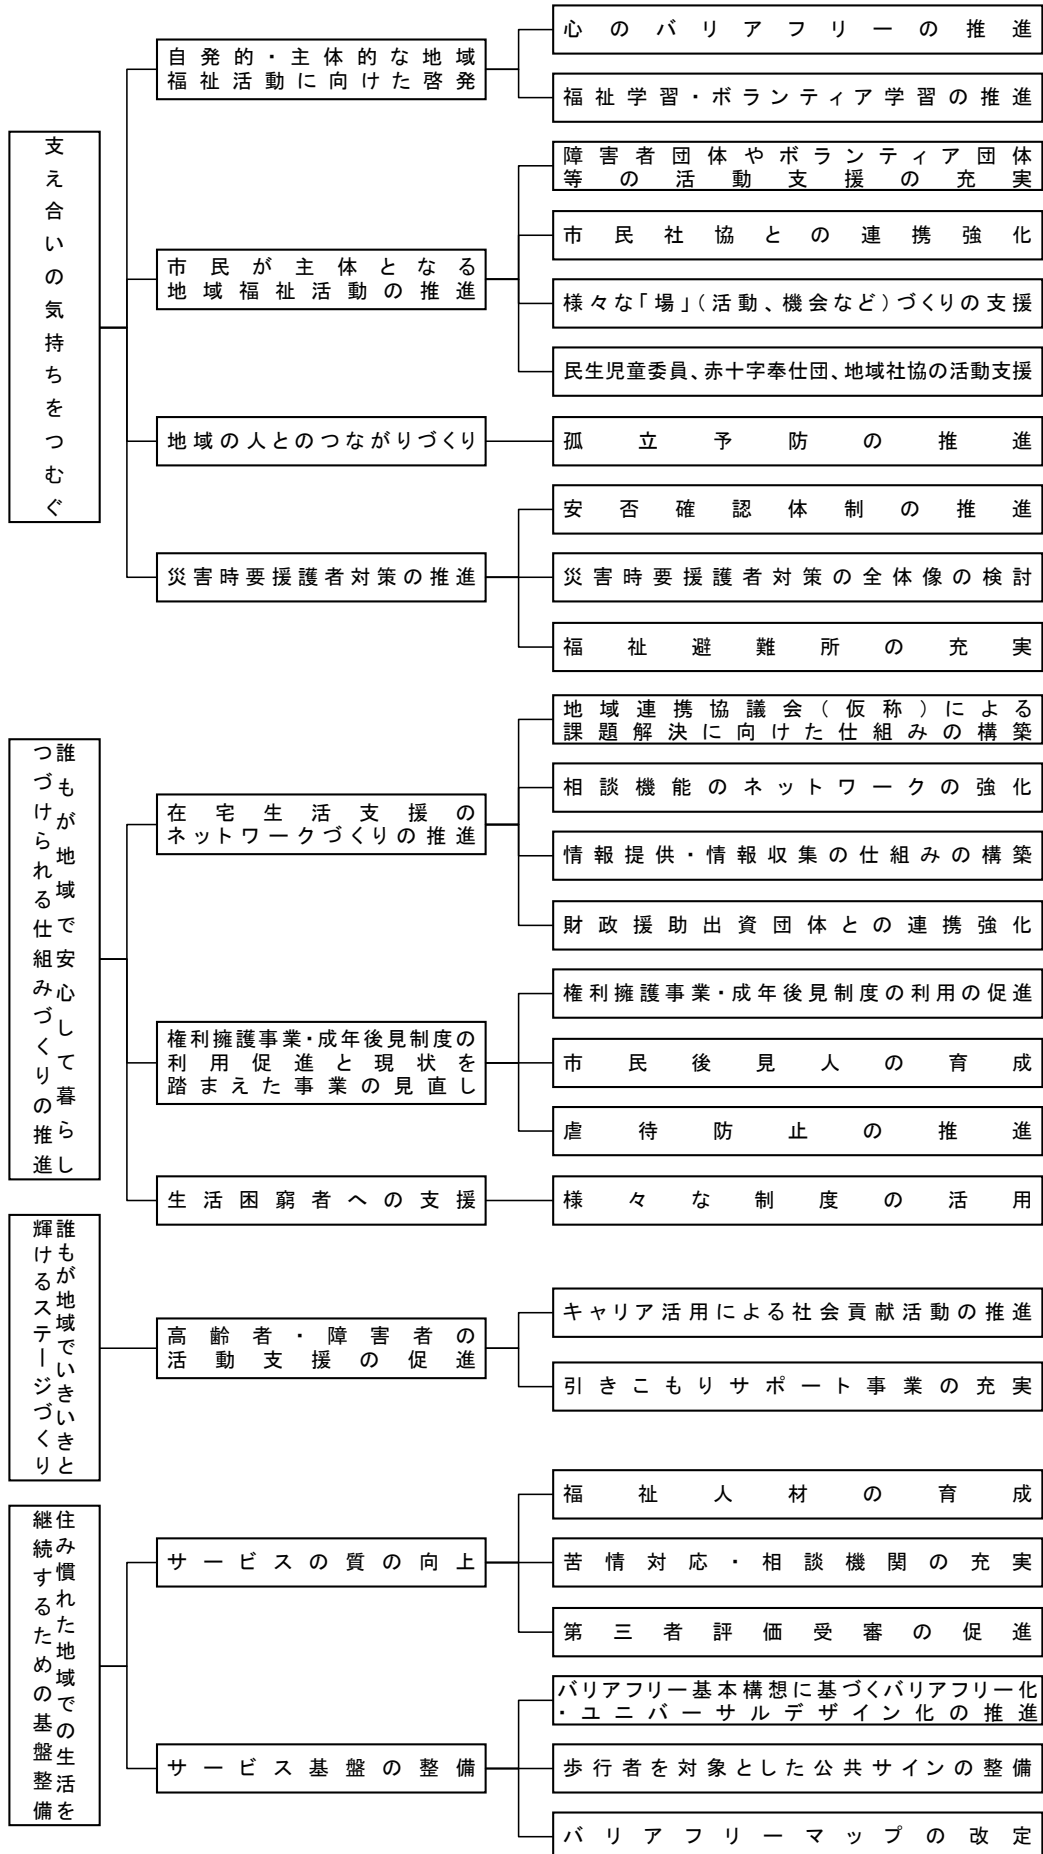 支え合いの気持ちをつむぐ
自発的・主体的な地域
福祉活動に向けた啓発
心のバリアフリーの推進
福祉学習・ボランティア学習の推進
市民が主体となる
地域福祉活動の推進
障害者団体やボランティア団体
等の活動支援の充実
市民社協との連携強化
様々な「場」(活動、機会など)づくりの支援
民生児童委員、赤十字奉仕団、地域社協の活動支援
地域の人とのつながりづくり
孤立予防の推進
災害時要援護者対策の推進
安否確認体制の推進
災害時要援護者対策の全体像の検討
福祉避難所の充実
誰もが地域で安心して暮らし
つづけられる仕組みづくりの推進
在宅生活支援の
ネットワークづくりの推進
地域連携協議会(仮称)による
課題解決に向けた仕組みの構築
相談機能のネットワークの強化
情報提供・情報収集の仕組みの構築
財政援助出資団体との連携強化
権利擁護事業・成年後見制度の
利用促進と現状を
踏まえた事業の見直し
権利擁護事業・成年後見制度の利用の促進
市民後見人の育成
虐待防止の推進
生活困窮者への支援
様々な制度の活用
誰もが地域でいきいきと
輝けるステージづくり
高齢者・障害者の
活動支援の促進
キャリア活用による社会貢献活動の推進
引きこもりサポート事業の充実
住み慣れた地域での生活を
継続するための基盤整備
サービスの質の向上
福祉人材の育成
苦情対応・相談機関の充実
第三者評価受審の促進
サービス基盤の整備
バリアフリー基本構想に基づくバリアフリー化
・ユニバーサルデザイン化の推進
歩行者を対象とした公共サインの整備
バリアフリーマップの改定